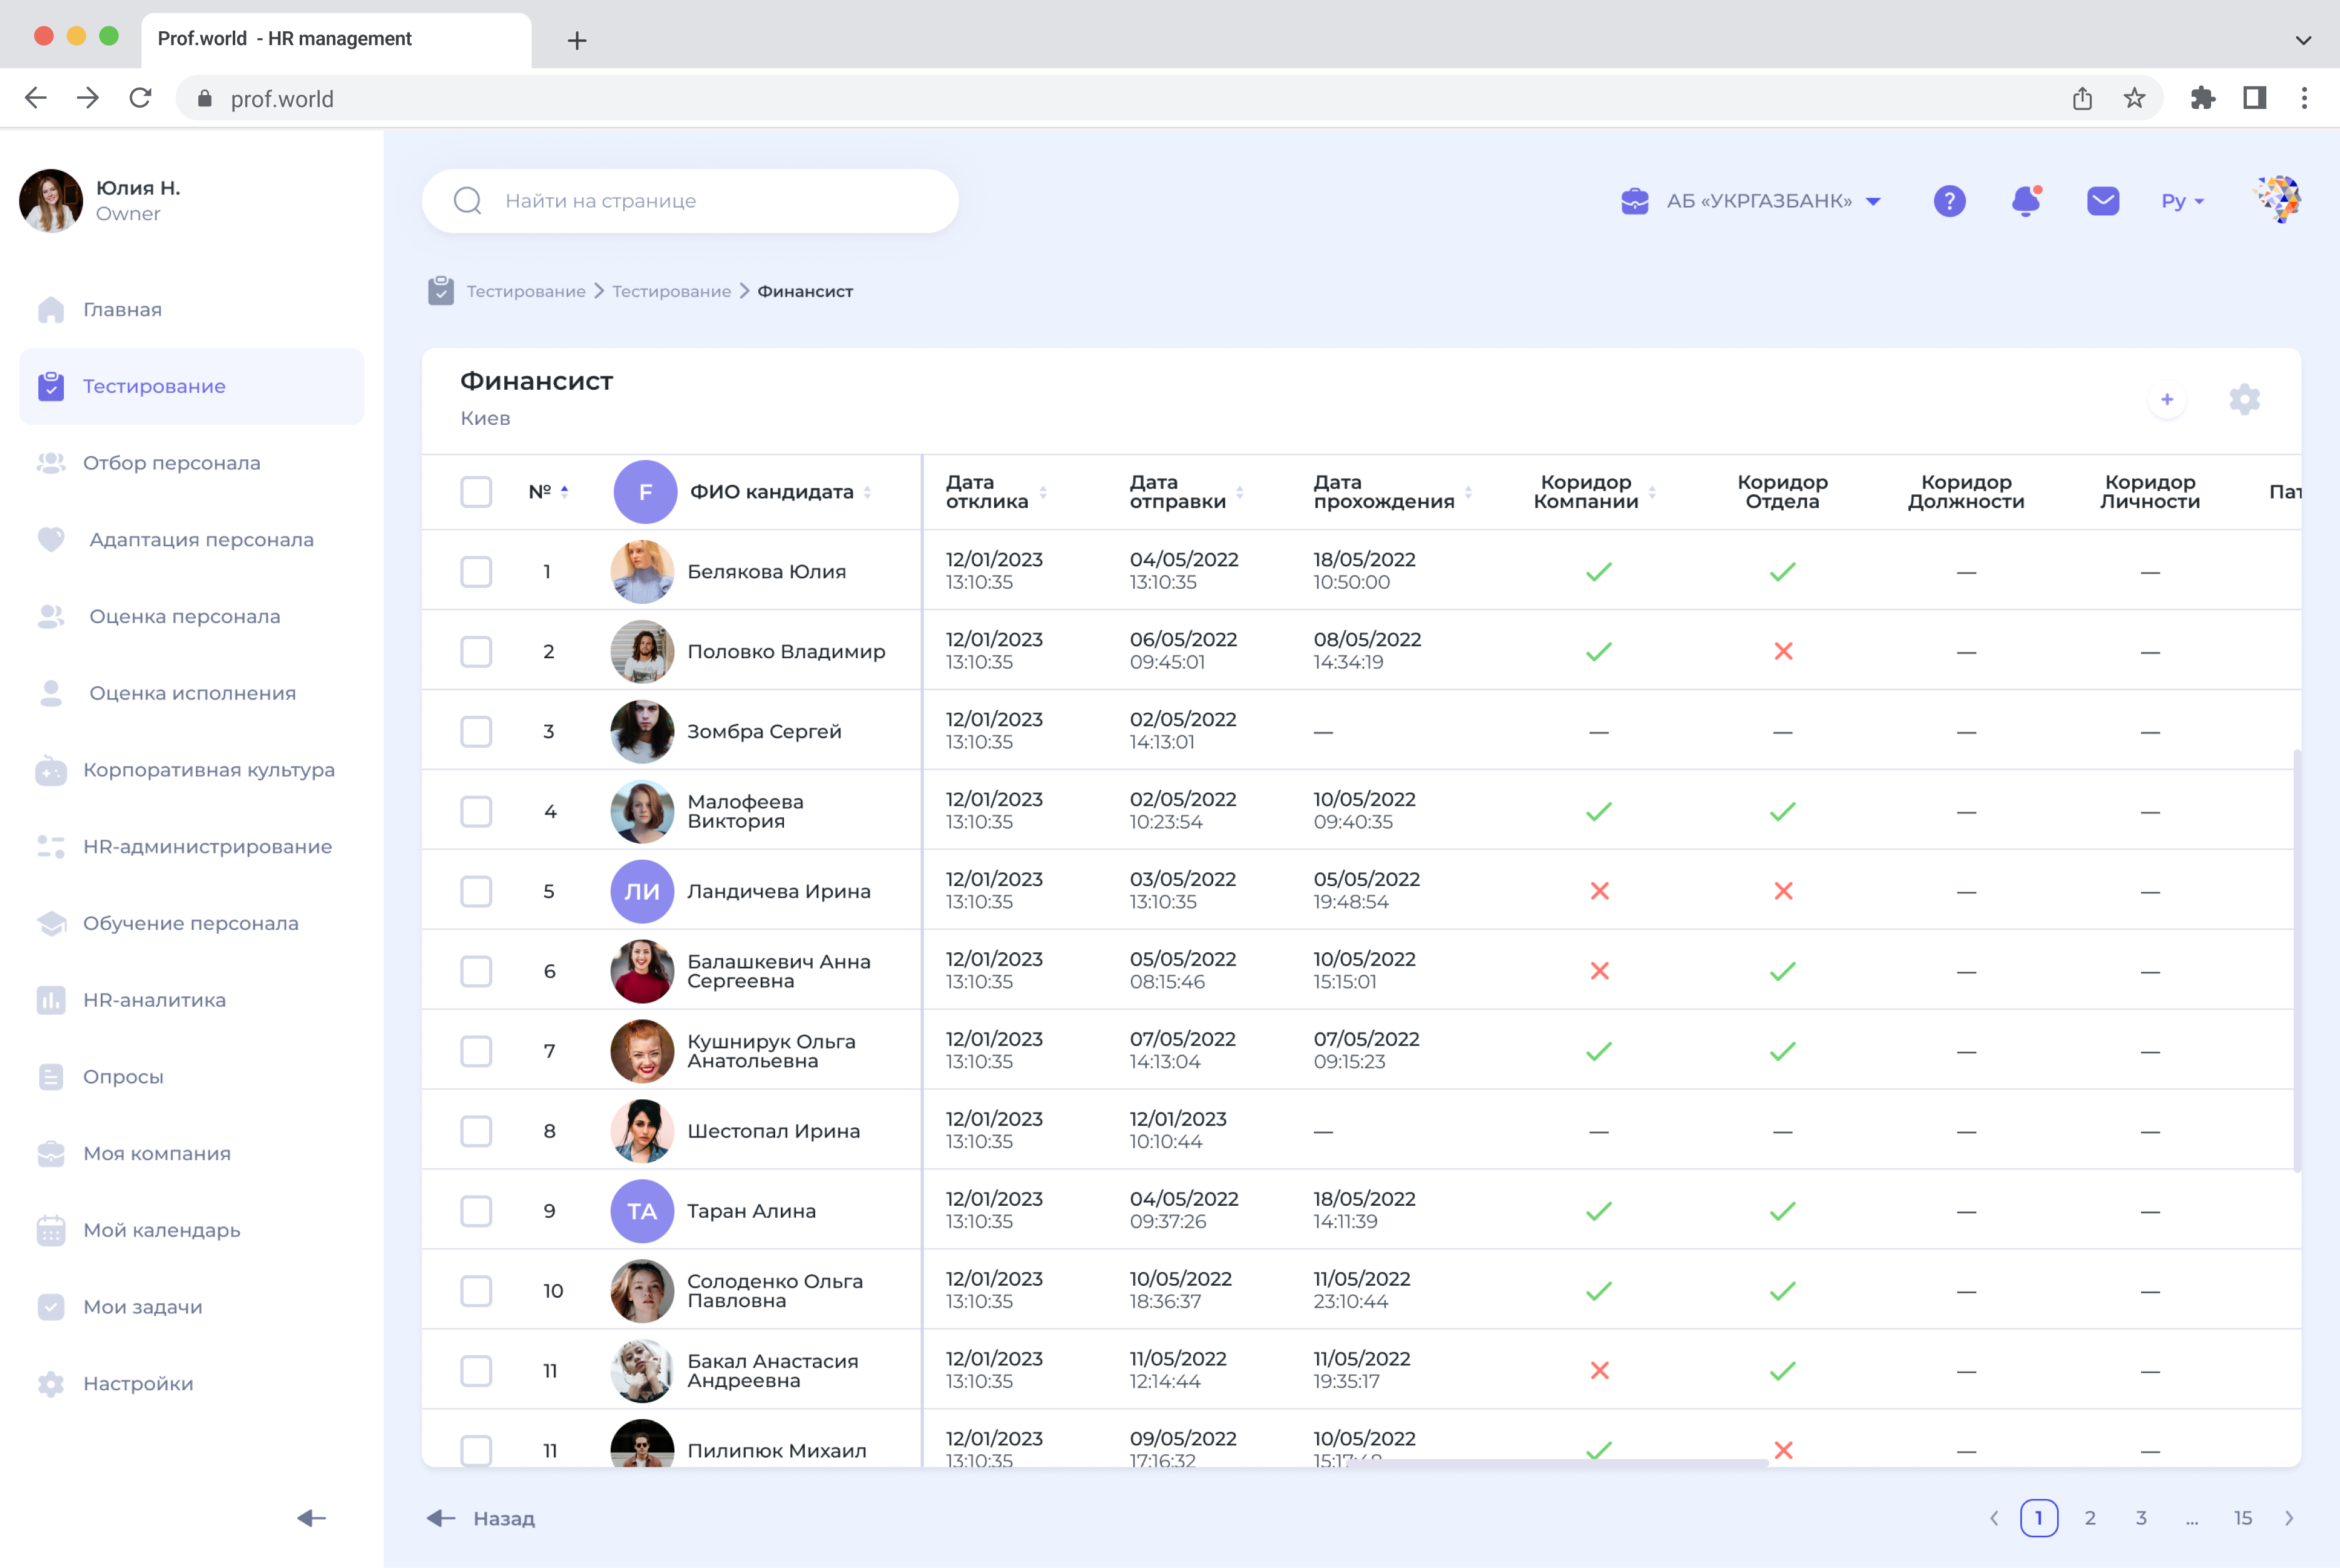 Prof.world - HR management
prof.world
Юлия Н.
Owner
Найти на странице
АБ «УКРГАЗБАНК»
?
Ру
Тестирование
Тестирование
Финансист
Главная
Тестирование
Отбор персонала
Адаптация персонала
Оценка персонала
Оценка исполнения
Корпоративная культура
HR-администрирование
Обучение персонала
HR-аналитика
Опросы
Моя компания
Мой календарь
Мои задачи
Настройки
Финансист
Киев
№
F
ФИО кандидата
Дата
отклика
Дата
отправки
Дата
прохождения
Коридор
Компании
Коридор
Отдела
Коридор
Должности
Коридор
Личности
Пат
1
Белякова Юлия
12/01/2023
13:10:35
04/05/2022
13:10:35
18/05/2022
10:50:00
— —
2
Половко Владимир
12/01/2023
13:10:35
06/05/2022
09:45:01
08/05/2022
14:34:19
— —
3
Зомбра Сергей
12/01/2023
13:10:35
02/05/2022
14:13:01
— — — — —
4
Малофеева
Виктория
12/01/2023
13:10:35
02/05/2022
10:23:54
10/05/2022
09:40:35
— —
5
ЛИ
Ландичева Ирина
12/01/2023
13:10:35
03/05/2022
13:10:35
05/05/2022
19:48:54
— —
6
Балашкевич Анна
Сергеевна
12/01/2023
13:10:35
05/05/2022
08:15:46
10/05/2022
15:15:01
— —
7
Кушнирук Ольга
Анатольевна
12/01/2023
13:10:35
07/05/2022
14:13:04
07/05/2022
09:15:23
— —
8
Шестопал Ирина
12/01/2023
13:10:35
12/01/2023
10:10:44
— — — — —
9
ТА
Таран Алина
12/01/2023
13:10:35
04/05/2022
09:37:26
18/05/2022
14:11:39
— —
10
Солоденко Ольга
Павловна
12/01/2023
13:10:35
10/05/2022
18:36:37
11/05/2022
23:10:44
— —
11
Бакал Анастасия
Андреевна
12/01/2023
13:10:35
11/05/2022
12:14:44
11/05/2022
19:35:17
— —
11
Пилипюк Михаил
12/01/2023
13:10:35
09/05/2022
17:16:32
10/05/2022
— —
Назад
1 2 3 ... 15